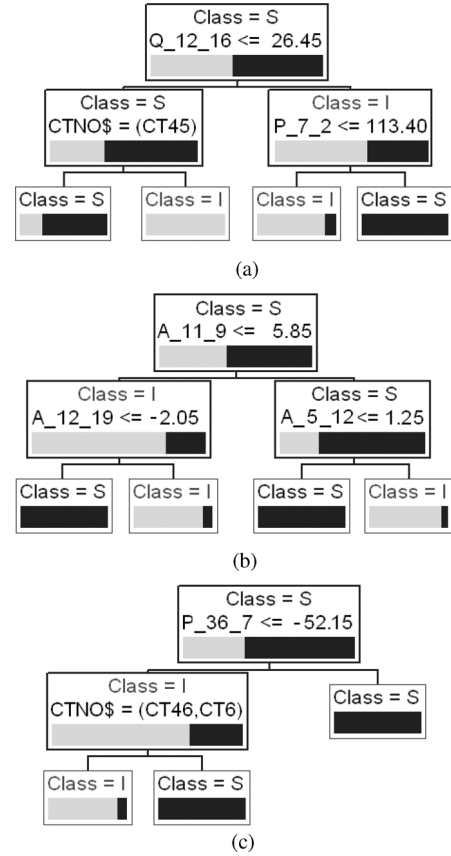 Class = S
Q_12_16 <= 26.45
Class = S
CTNO$ = (CT45)
Class = I
P_7_2 <= 113.40
Class = S
Class = I
Class = I
Class = S
(a)
Class = S
A_11_9 <= 5.85
Class = I
A_12_19 <= -2.05
Class = S
A_5_12 <= 1.25
Class = S
Class = I
Class = S
Class = I
(b)
Class = S
P_36_7 <= -52.15
Class = I
CTNO$ = (CT46,CT6)
Class = S
Class = I
Class = S
(c)